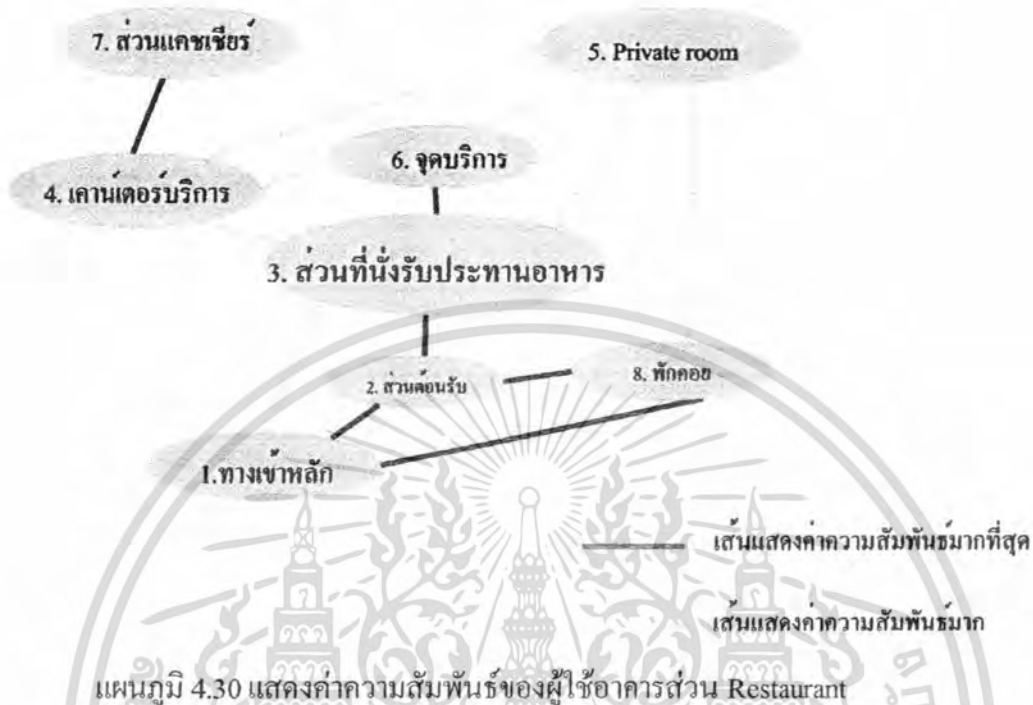 7. ส่วนแคชเชียร์
5. Private room
6. จุดบริการ
4. เคาน์เตอร์บริการ
3. ส่วนที่นั่งรับประทานอาหาร
2. ส่วนต้อนรับ
8. พักคอย
1.ทางเข้าหลัก
เส้นแสดงค่าความสัมพันธ์มากที่สุด
เส้นแสดงค่าความสัมพันธ์มาก
แผนภูมิ 4.30 แสดงค่าความสัมพันธ์ของผู้ใช้อาคารส่วน Restaurant